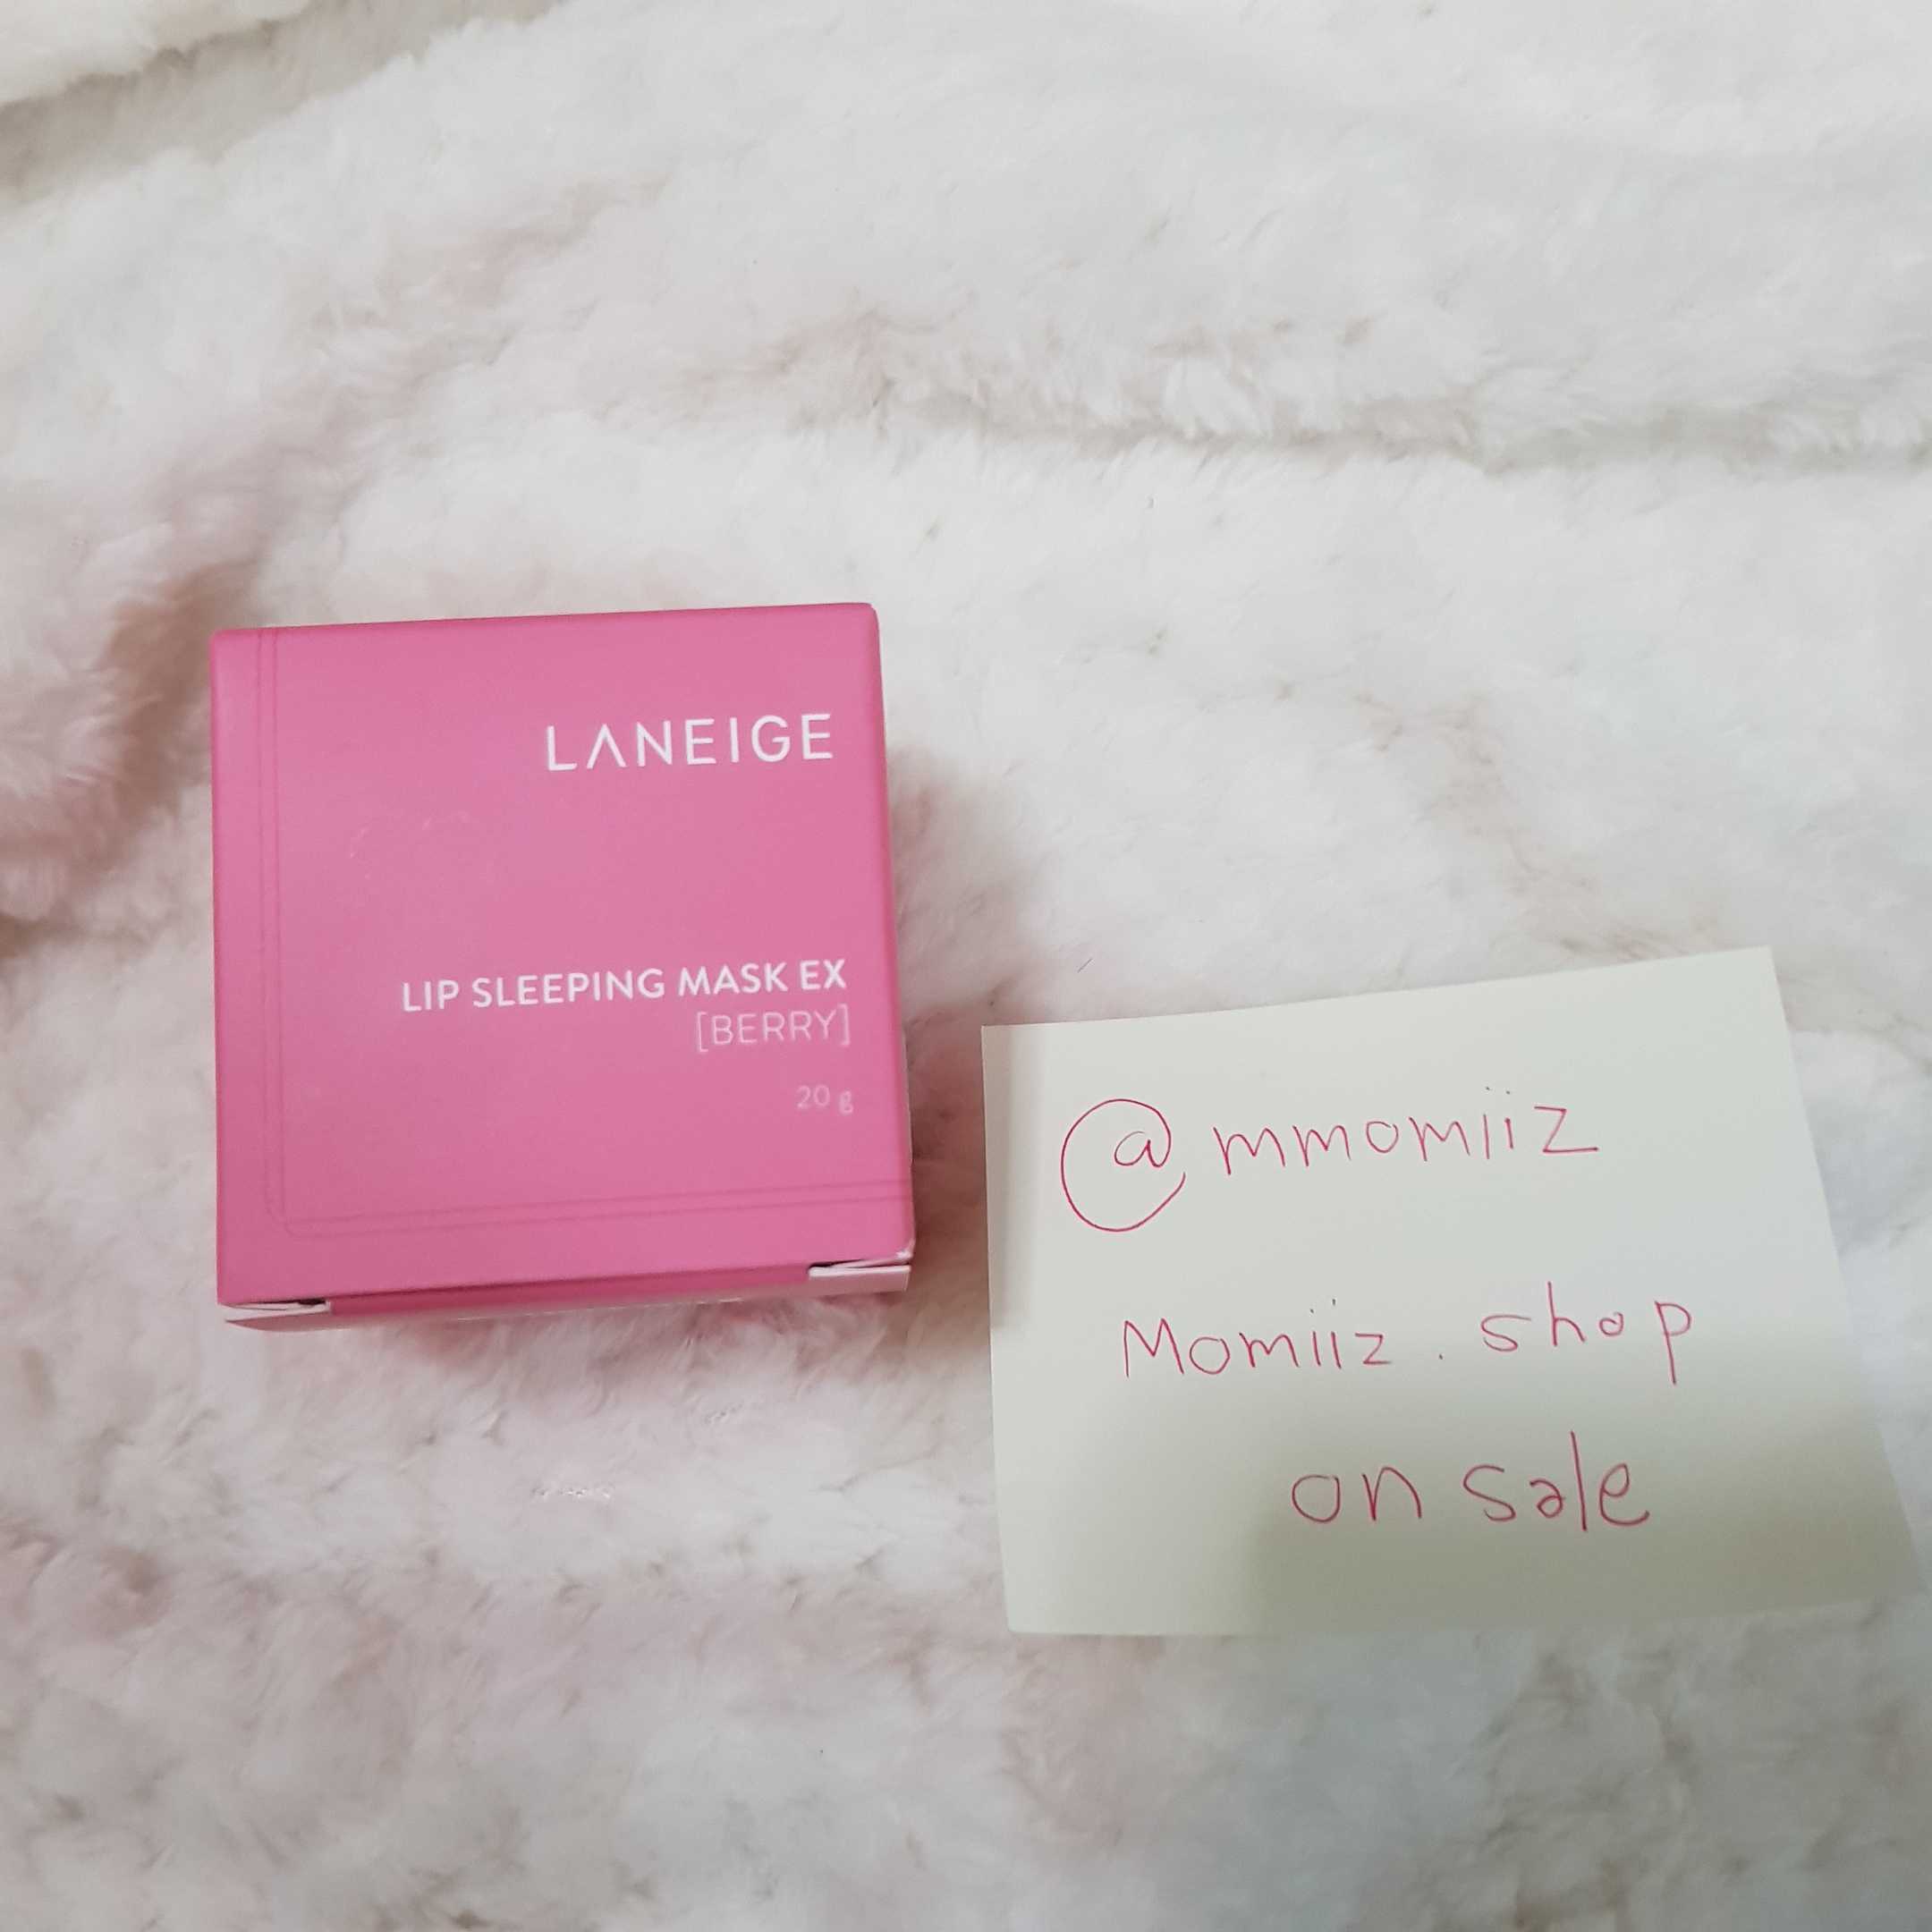 LANEIGE
LIP SLEEPING MASK EX
[BERRY]
20 g
@mmomiiz
Momiiz.shop
on sale